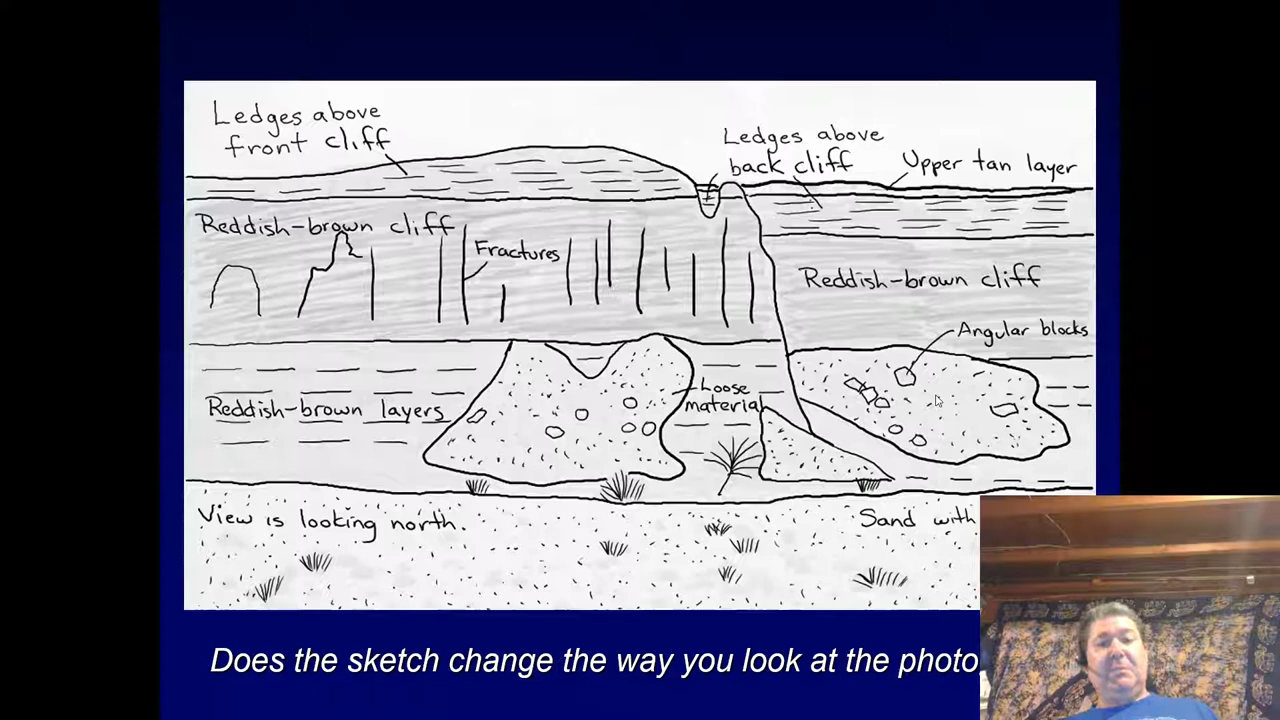 Ledges above
front cliff
Ledges above
back cliff
Upper tan layer
Reddish-brown cliff
Fractures
Reddish-brown cliff
Angular blocks
Loose
material
Reddish-brown layers
View is looking north.
Sand with
Does the sketch change the way you look at the photo